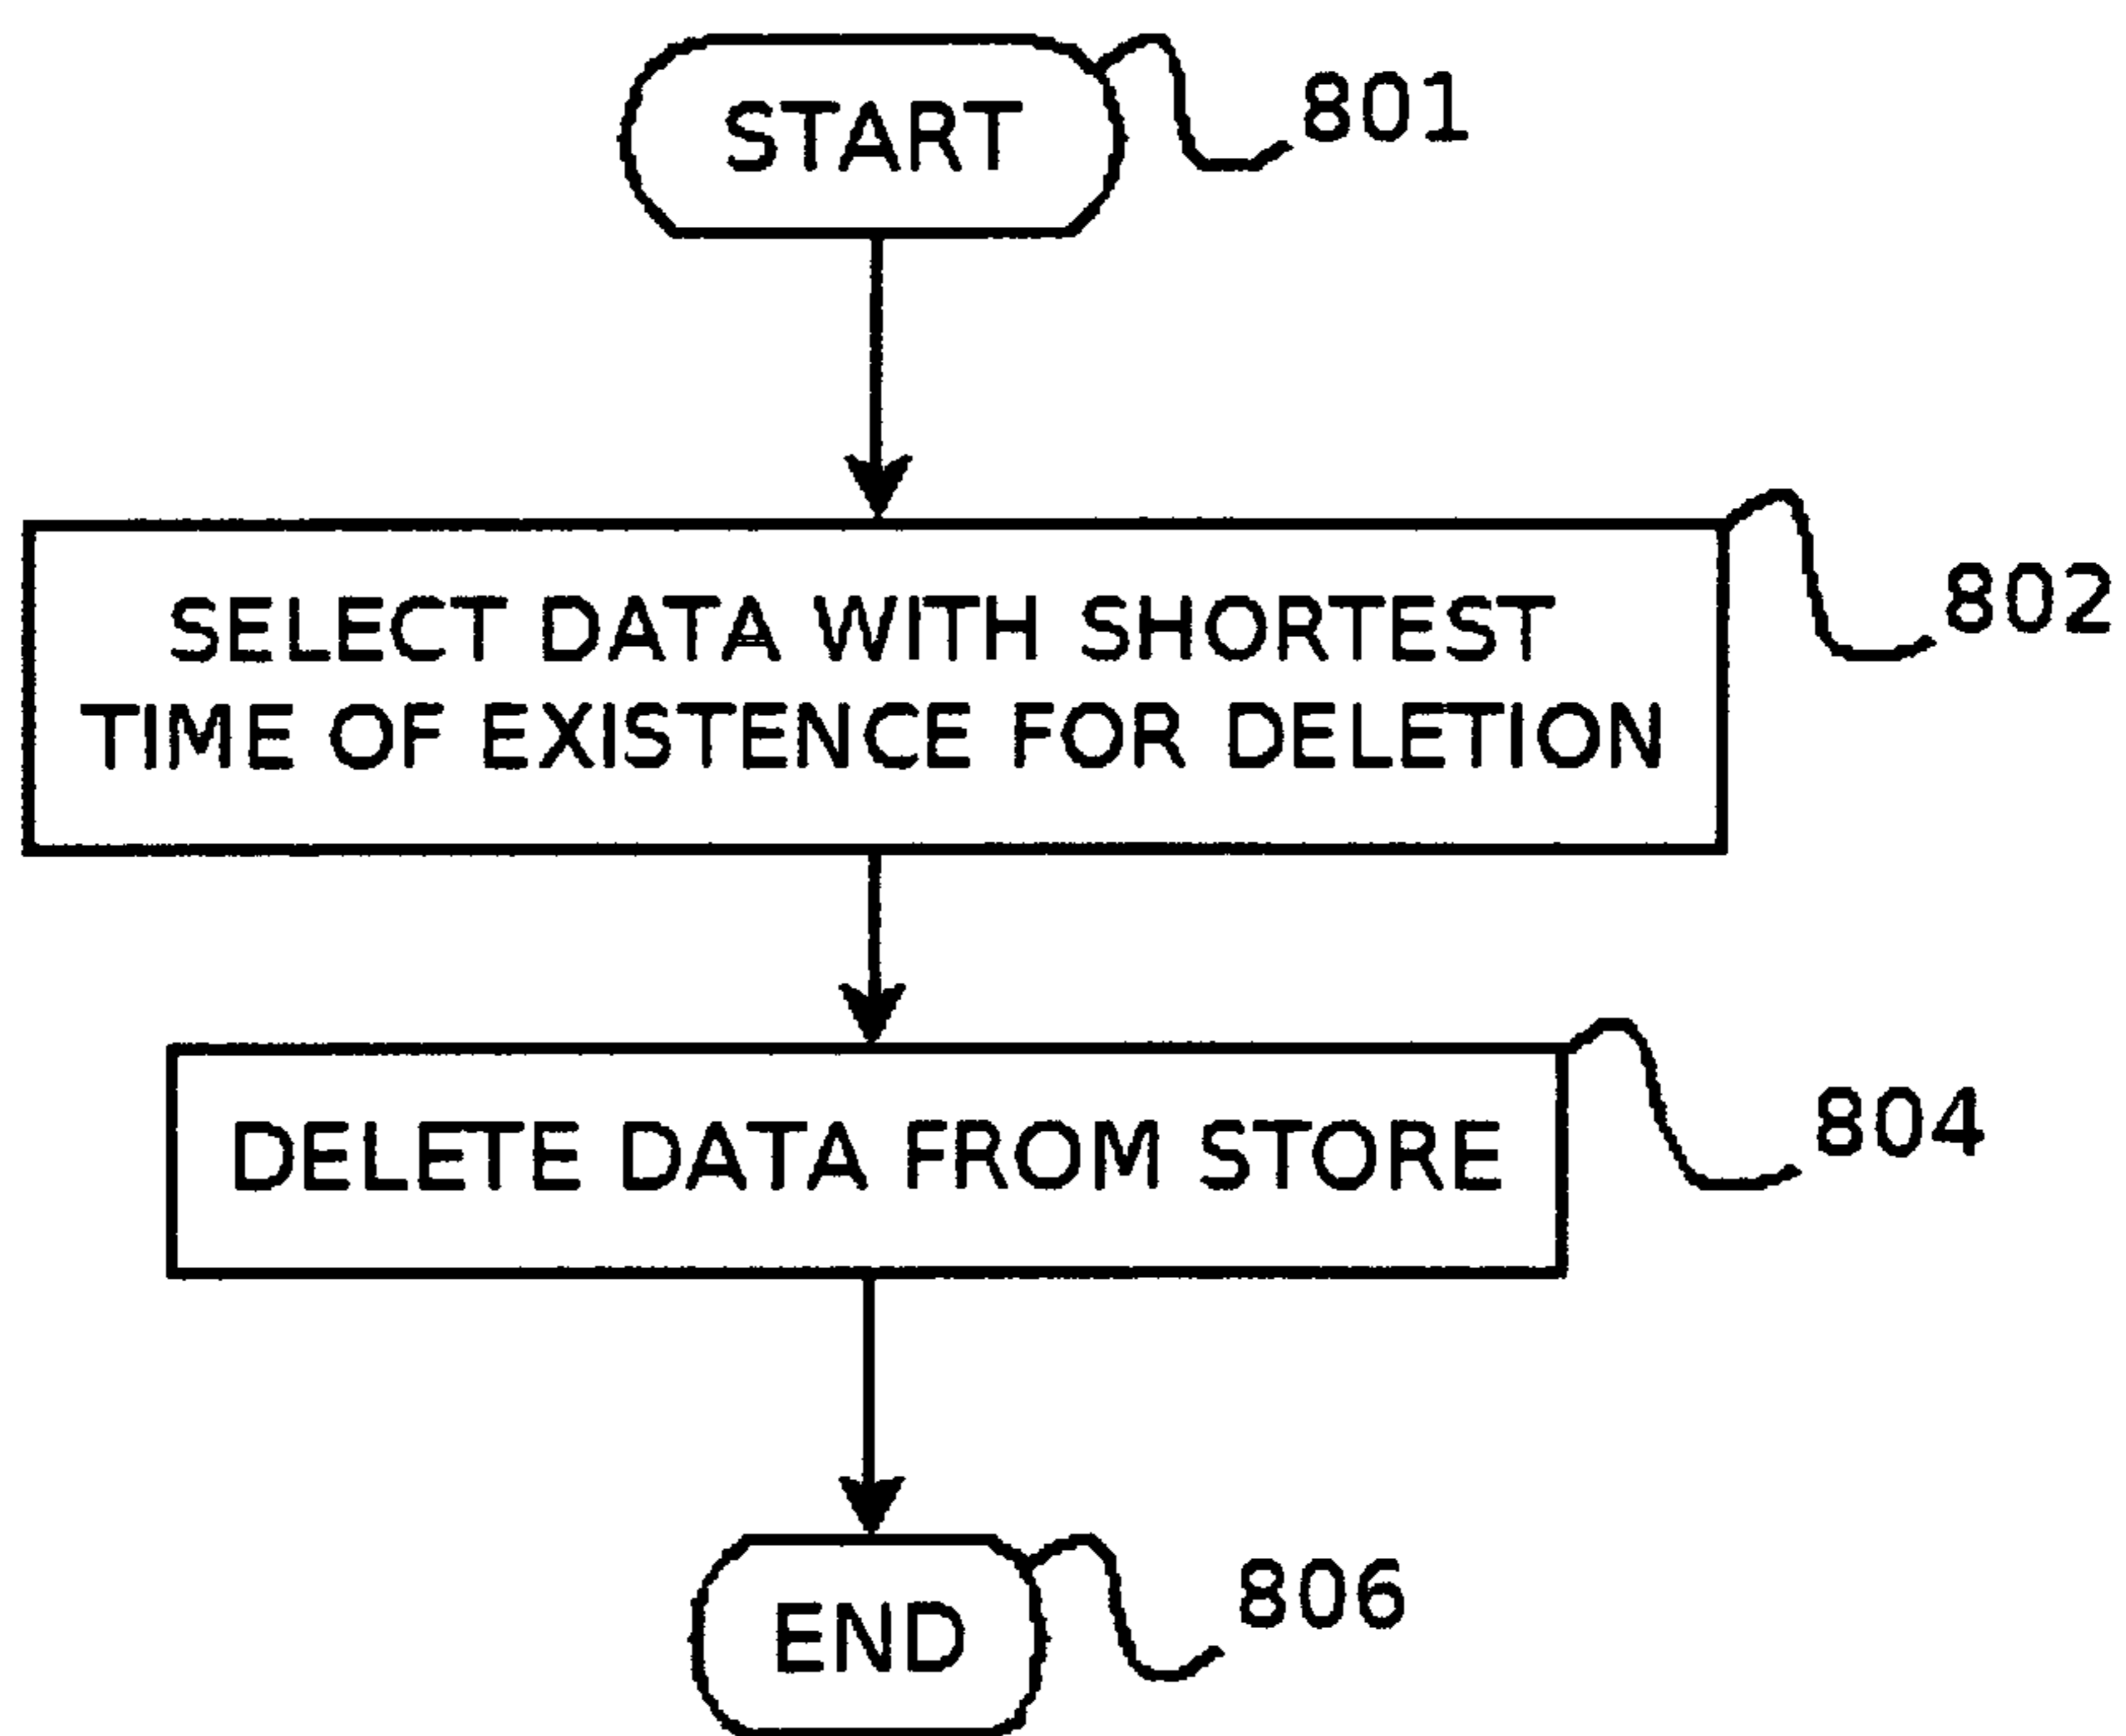 START
801
SELECT DATA WITH SHORTEST
TIME OF EXISTENCE FOR DELETION
802
DELETE DATA FROM STORE
804
END
806